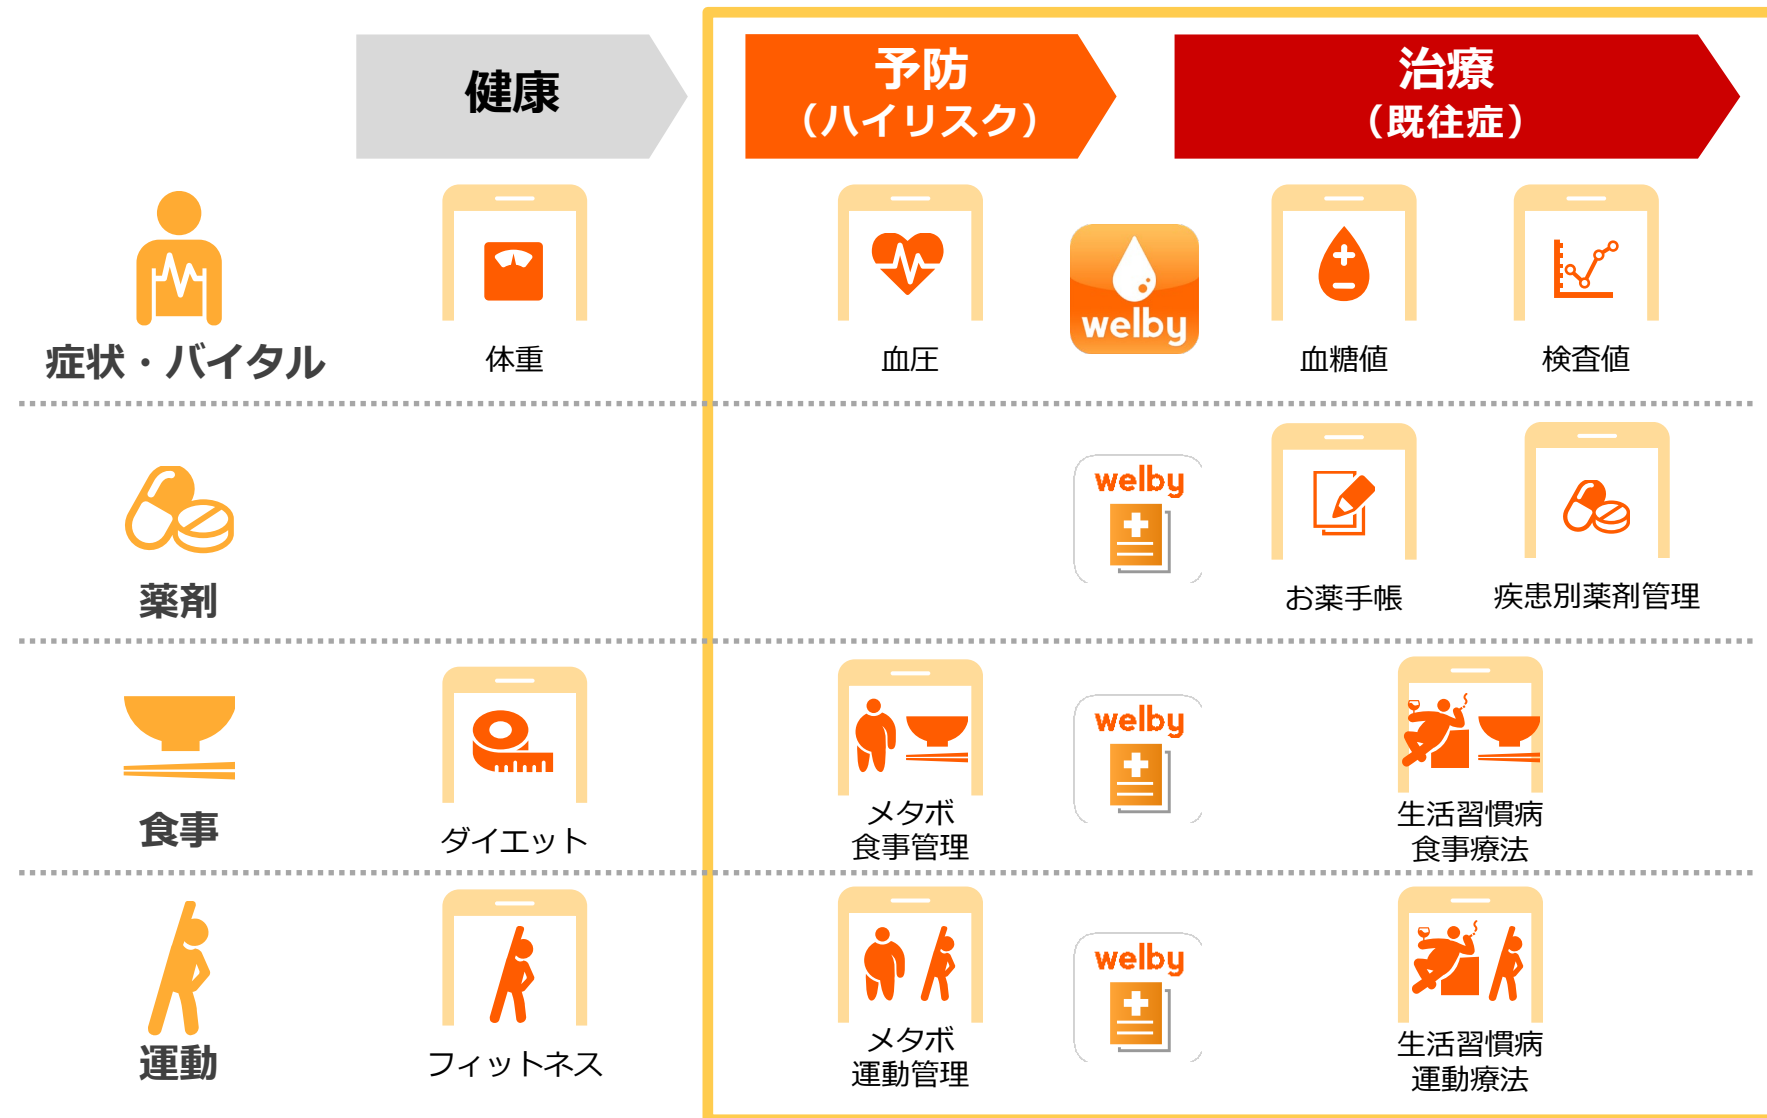 健康
予防
（ハイリスク）
治療
（既往症）
症状・バイタル
体重
血圧
welby
血糖値
検査値
薬剤
welby
お薬手帳
疾患別薬剤管理
食事
ダイエット
メタボ
食事管理
welby
生活習慣病
食事療法
運動
フィットネス
メタボ
運動管理
welby
生活習慣病
運動療法